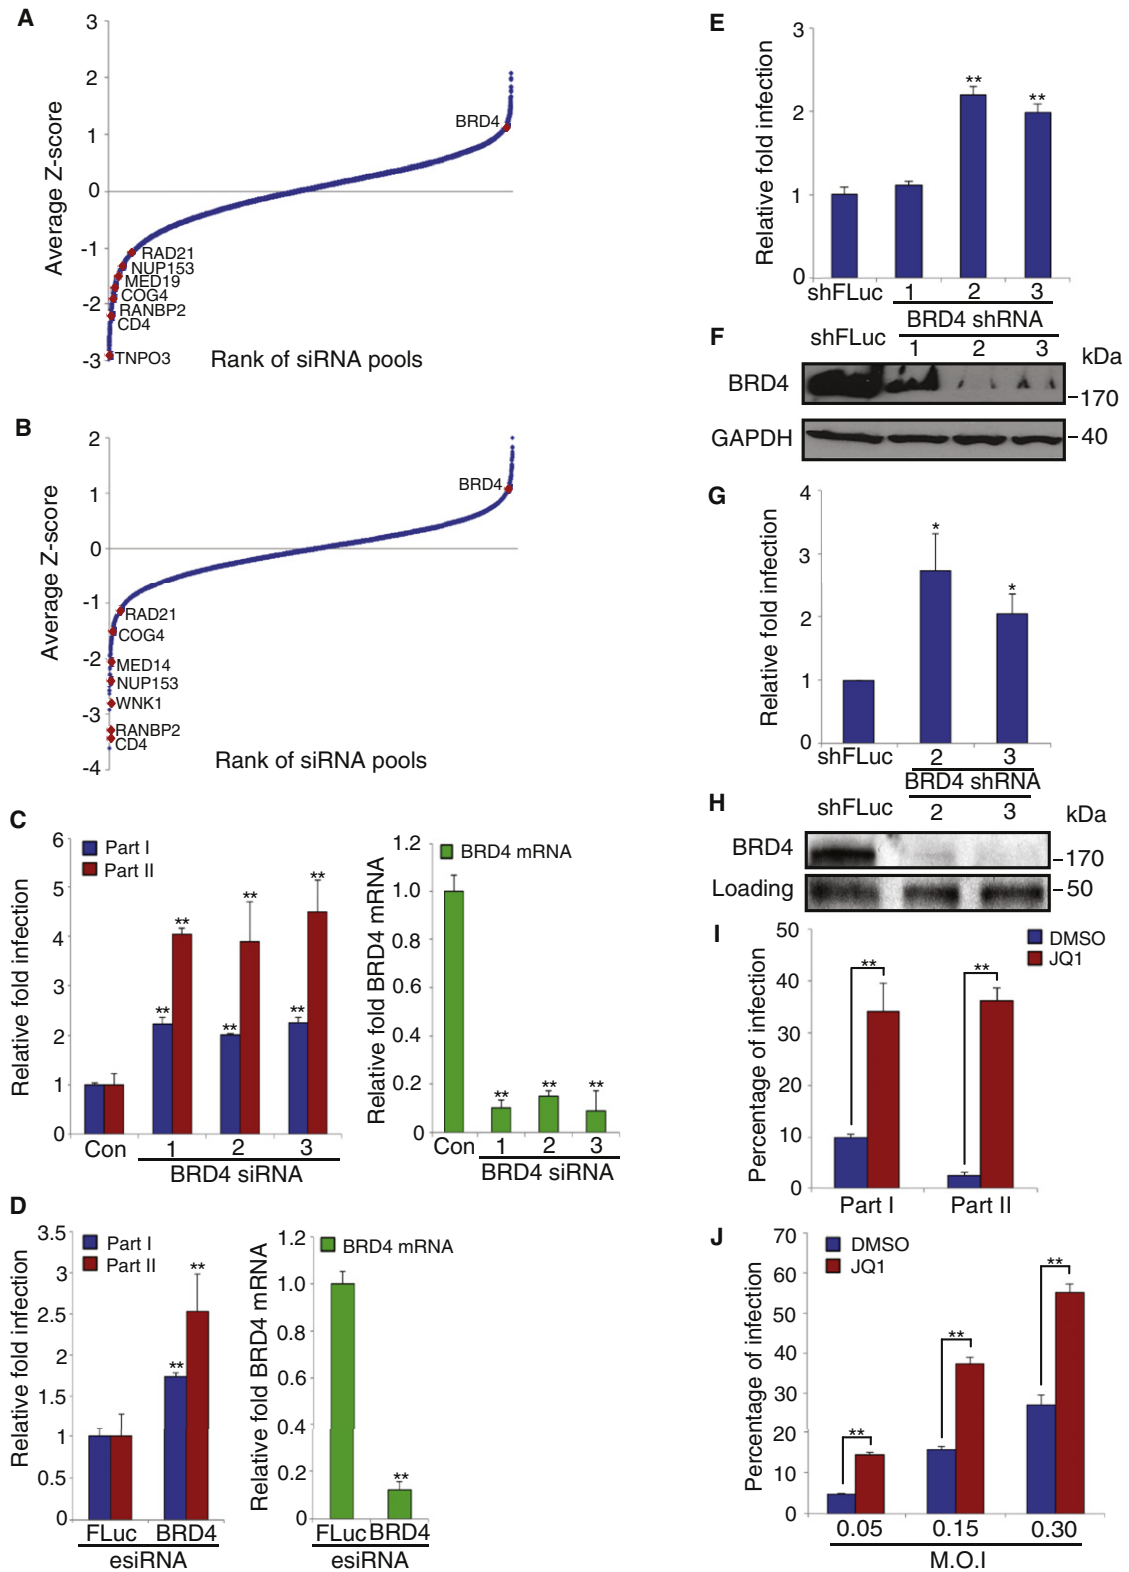 A
3
2
1
0
-1
-2
-3
Average Z-score
BRD4
RAD21
NUP153
MED19
COG4
RANBP2
CD4
TNPO3
Rank of siRNA pools
B
2
1
0
-1
-2
-3
-4
Average Z-score
BRD4
RAD21
COG4
MED14
NUP153
WNK1
RANBP2
CD4
Rank of siRNA pools
C
6
5
4
3
2
1
0
Relative fold infection
Part I
Part II
**
**
**
**
**
**
Con
1
2
3
BRD4 siRNA
1.2
1.0
0.8
0.6
0.4
0.2
0
Relative fold BRD4 mRNA
BRD4 mRNA
**
**
**
Con
1
2
3
BRD4 siRNA
D
3.5
3
2.5
2
1.5
1
0.5
0
Relative fold infection
Part I
Part II
**
**
FLuc
BRD4
esiRNA
1.2
1.0
0.8
0.6
0.4
0.2
0
Relative fold BRD4 mRNA
BRD4 mRNA
**
FLuc
BRD4
esiRNA
E
3
2
1
0
Relative fold infection
**
**
shFLuc
1
2
3
BRD4 shRNA
F
shFLuc
1
2
3
kDa
BRD4
170
GAPDH
40
G
4
3
2
1
0
Relative fold infection
*
*
shFLuc
2
3
BRD4 shRNA
H
shFLuc
2
3
kDa
BRD4
170
Loading
50
I
50
40
30
20
10
0
Percentage of infection
DMSO
JQ1
**
**
Part I
Part II
J
70
60
50
40
30
20
10
0
Percentage of infection
DMSO
JQ1
**
**
**
0.05
0.15
0.30
M.O.I